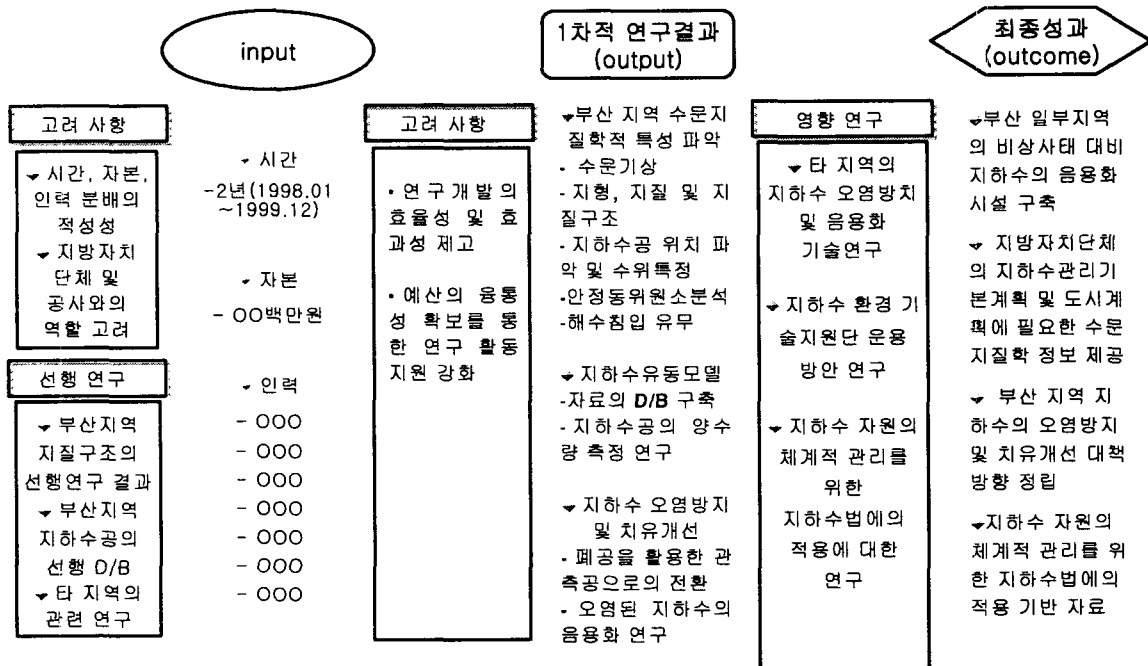 input
1차적 연구결과
(output)
최종성과
(outcome)
고려 사항
▾시간, 자본,
인력 분배의
적성성
▾지방자치
단체 및
공사와의
역할 고려
선행 연구
▾부산지역
지질구조의
선행연구 결과
▾부산지역
지하수공의
선행 D/B
▾타 지역의
관련 연구
▾시간
-2년(1998.01
~1999.12)
▾자본
- OO백만원
▾인력
- OOO
- OOO
- OOO
- OOO
- OOO
- OOO
- OOO
고려 사항
·연구개발의
효율성 및 효
과성 제고
·예산의 융통
성 확보를 통
한 연구 활동
지원 강화
▾부산 지역 수문지
질학적 특성 파악
- 수문기상
- 지형, 지질 및 지
질구조
- 지하수공 위치 파
악 및 수위특정
-안정동위원소분석
-해수침입 유무
▾지하수유동모델
-자료의 D/B 구축
- 지하수공의 양수
량 측정 연구
▾지하수 오염방지
및 치유개선
- 폐공을 활용한 관
측공으로의 전환
- 오염된 지하수의
음용화 연구
영향 연구
▾타 지역의
지하수 오염방치
및 음용화
기술연구
▾지하수 환경 기
술지원단 운용
방안 연구
▾지하수 자원의
체계적 관리를
위한
지하수법에의
적용에 대한
연구
▾부산 일부지역
의 비상사태 대비
지하수의 음용화
시설 구축
▾지방자치단체
의 지하수관리기
본계획 및 도시계
획에 필요한 수문
지질학 정보 제공
▾부산 지역 지
하수의 오염방지
및 치유개선 대책
방향 정립
▾지하수 자원의
체계적 관리를 위
한 지하수법에의
적용 기반 자료